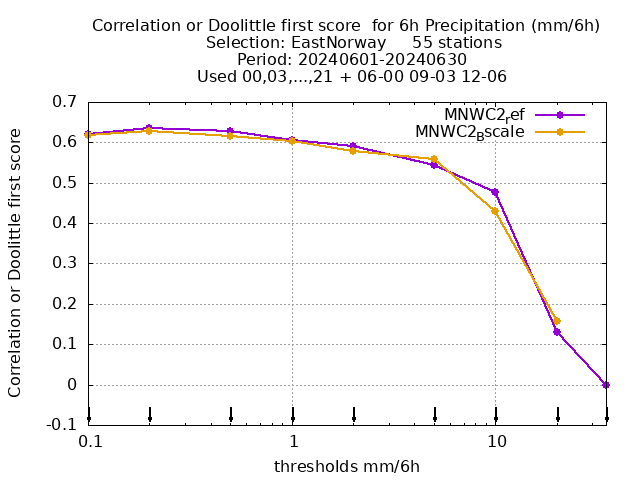 Correlation or Doolittle first score  for 6h Precipitation (mm/6h)
Selection: EastNorway     55 stations
Period: 20240601-20240630
Used 00,03,...,21 + 06-00 09-03 12-06
MNWC2ref
MNWC2Bscale
Correlation or Doolittle first score
0.7
0.6
0.5
0.4
0.3
0.2
0.1
0
-0.1
0.1
1
10
thresholds mm/6h